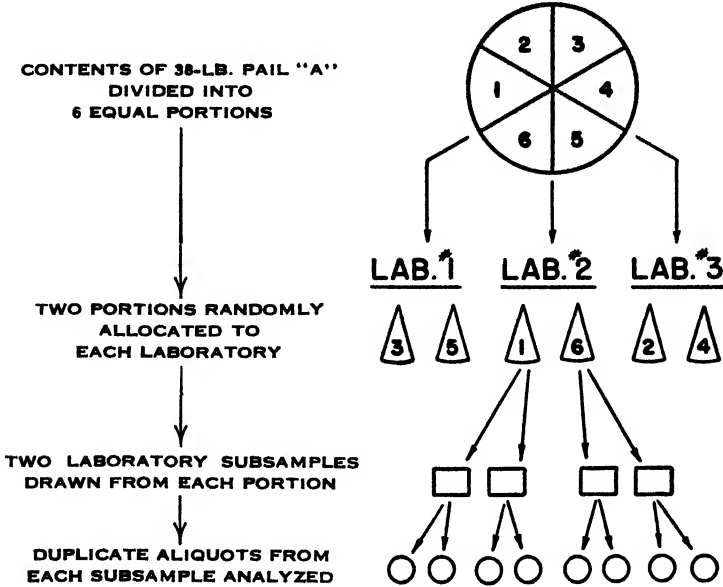 CONTENTS OF 38-LB. PAIL "A"
DIVIDED INTO
6 EQUAL PORTIONS
2 3
1 4
6 5
LAB.#1 LAB.#2 LAB.#3
TWO PORTIONS RANDOMLY
ALLOCATED TO
EACH LABORATORY
3 5 1 6 2 4
TWO LABORATORY SUBSAMPLES
DRAWN FROM EACH PORTION
DUPLICATE ALIQUOTS FROM
EACH SUBSAMPLE ANALYZED